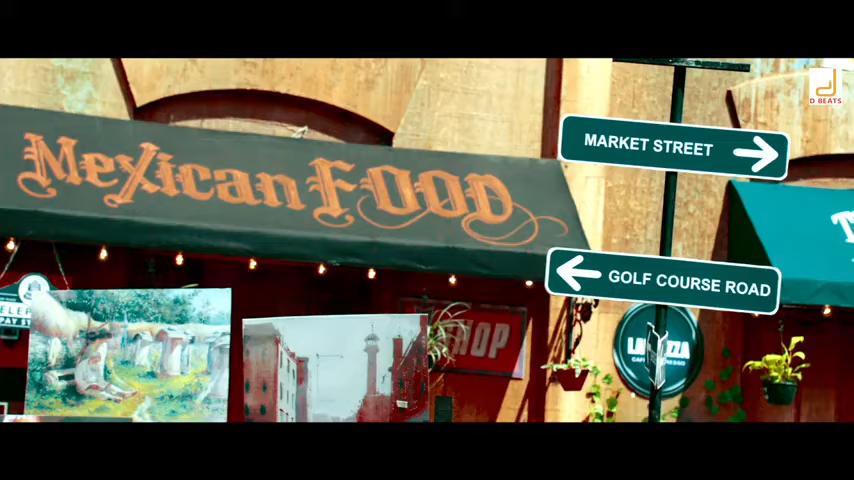 D BEATS
Mexican FOOD
MARKET STREET
GOLF COURSE ROAD